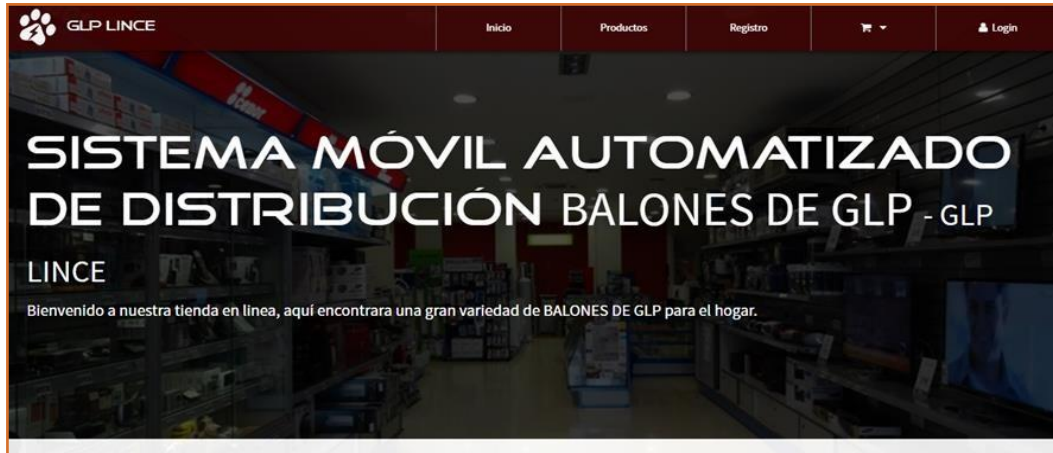 GLP LINCE
Inicio
Productos
Registro
Login
SISTEMA MÓVIL AUTOMATIZADO
DE DISTRIBUCIÓN BALONES DE GLP - GLP
LINCE
Bienvenido a nuestra tienda en linea, aquí encontrara una gran variedad de BALONES DE GLP para el hogar.